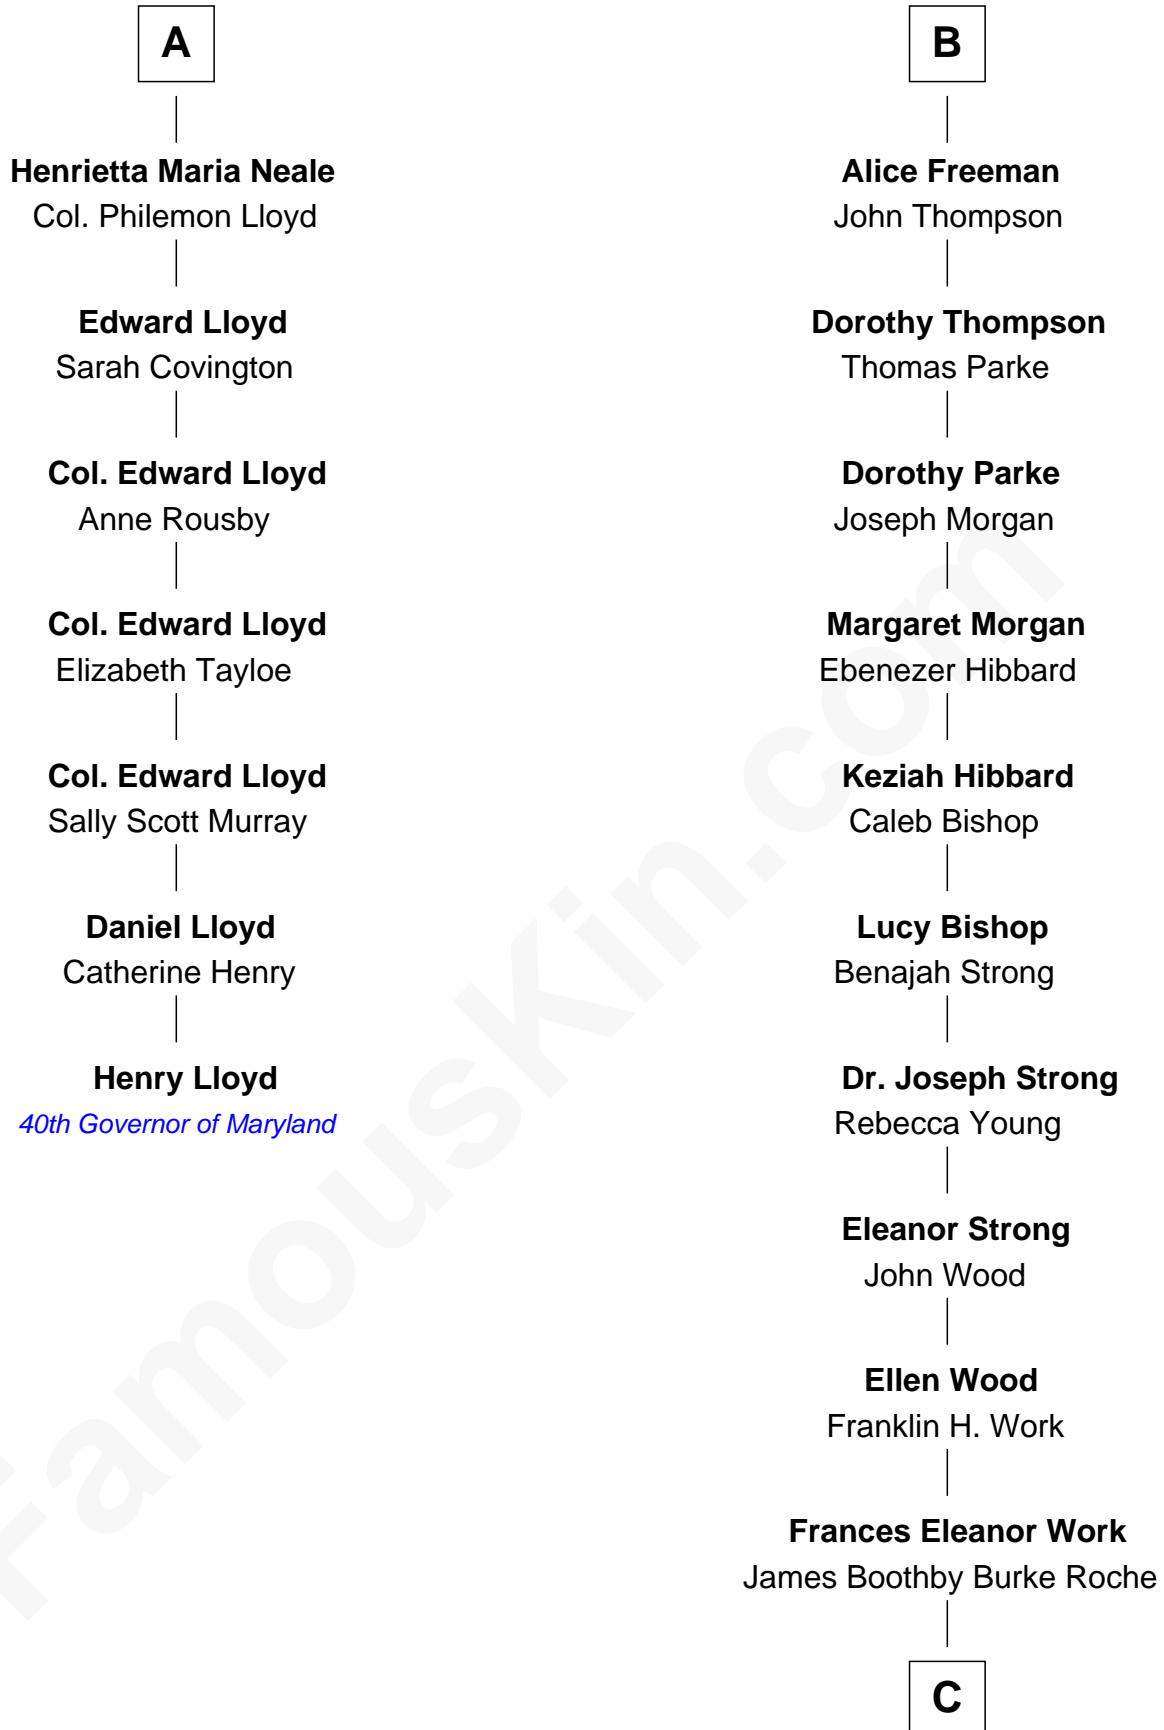 A
Henrietta Maria Neale
Col. Philemon Lloyd
Edward Lloyd
Sarah Covington
Col. Edward Lloyd
Anne Rousby
Col. Edward Lloyd
Elizabeth Tayloe
Col. Edward Lloyd
Sally Scott Murray
Daniel Lloyd
Catherine Henry
Henry Lloyd
40th Governor of Maryland
B
Alice Freeman
John Thompson
Dorothy Thompson
Thomas Parke
Dorothy Parke
Joseph Morgan
Margaret Morgan
Ebenezer Hibbard
Keziah Hibbard
Caleb Bishop
Lucy Bishop
Benajah Strong
Dr. Joseph Strong
Rebecca Young
Eleanor Strong
John Wood
Ellen Wood
Franklin H. Work
Frances Eleanor Work
James Boothby Burke Roche
C
FamousKin.com